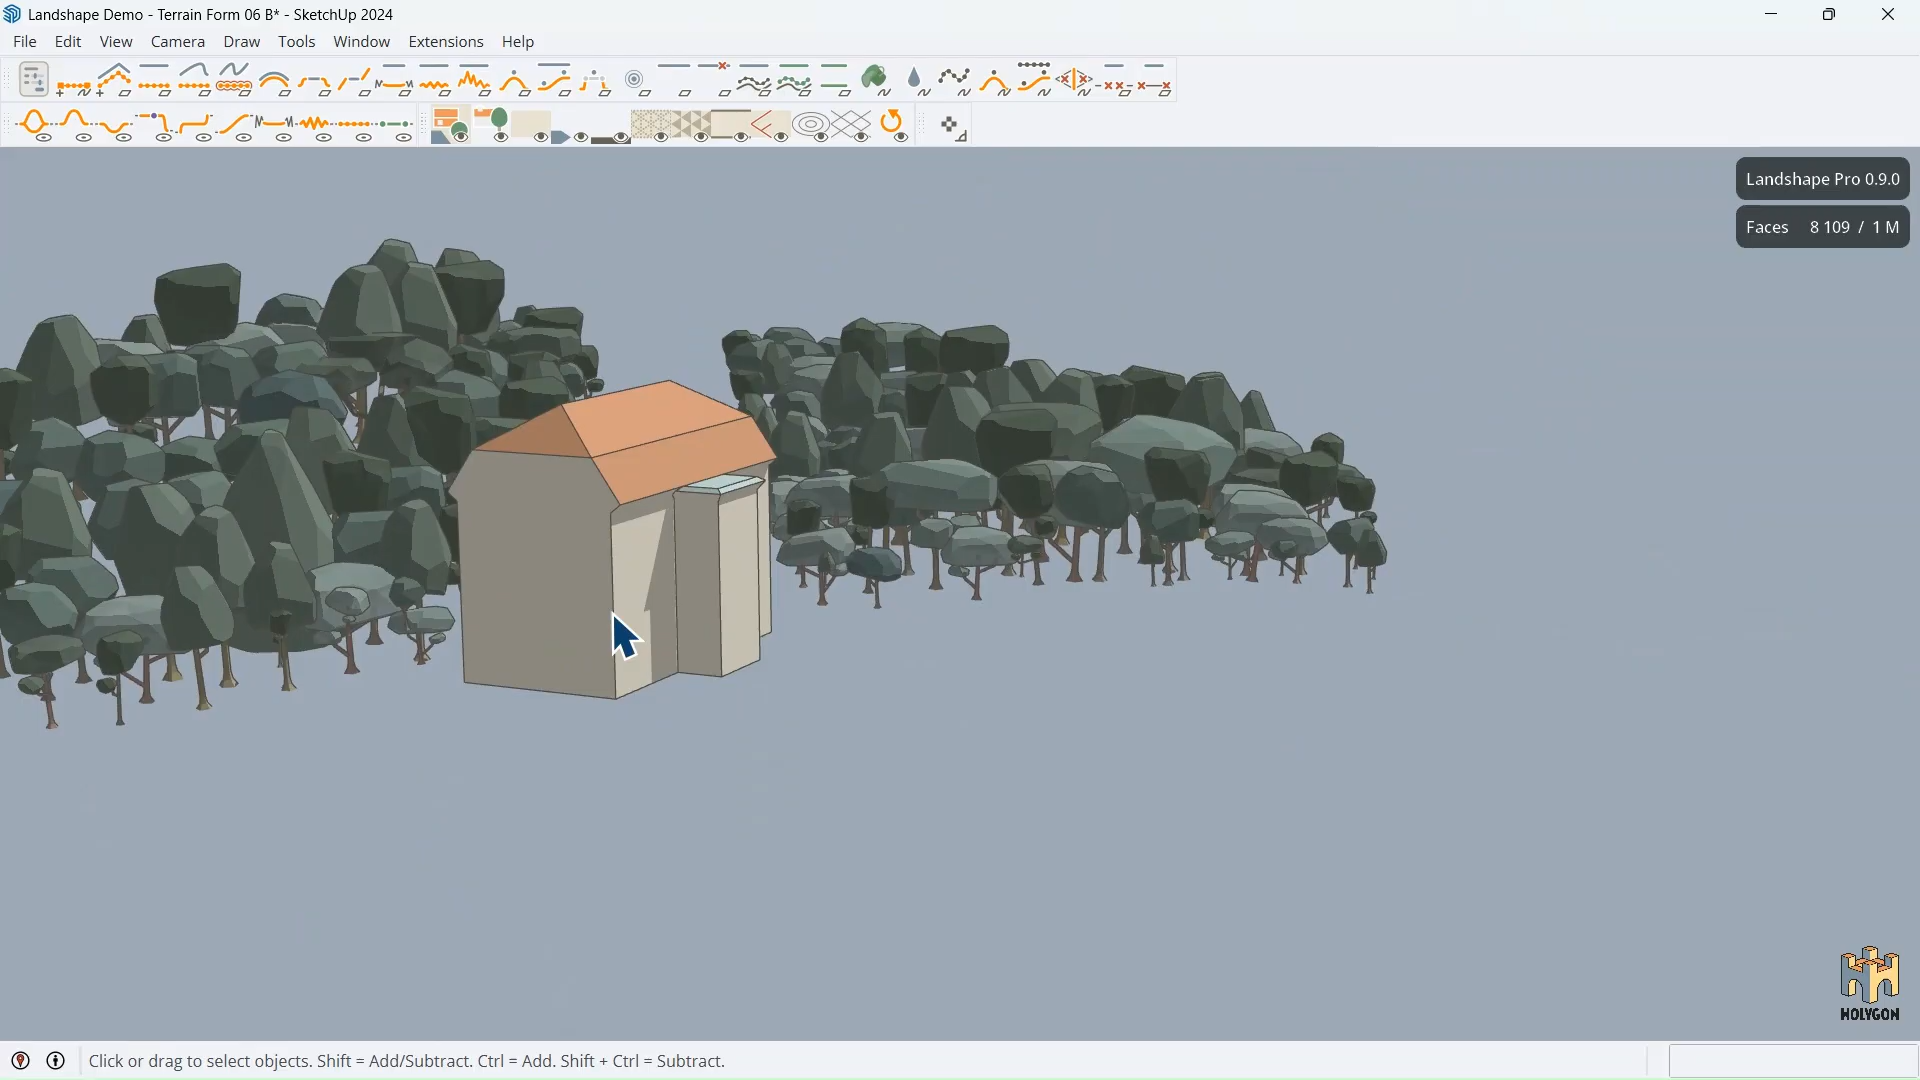 Landshape Demo - Terrain Form 06 B* - SketchUp 2024
File Edit View Camera Draw Tools Window Extensions Help
Landshape Pro 0.9.0
Faces 8 109 / 1 M
HOLYGON
Click or drag to select objects. Shift = Add/Subtract. Ctrl = Add. Shift + Ctrl = Subtract.